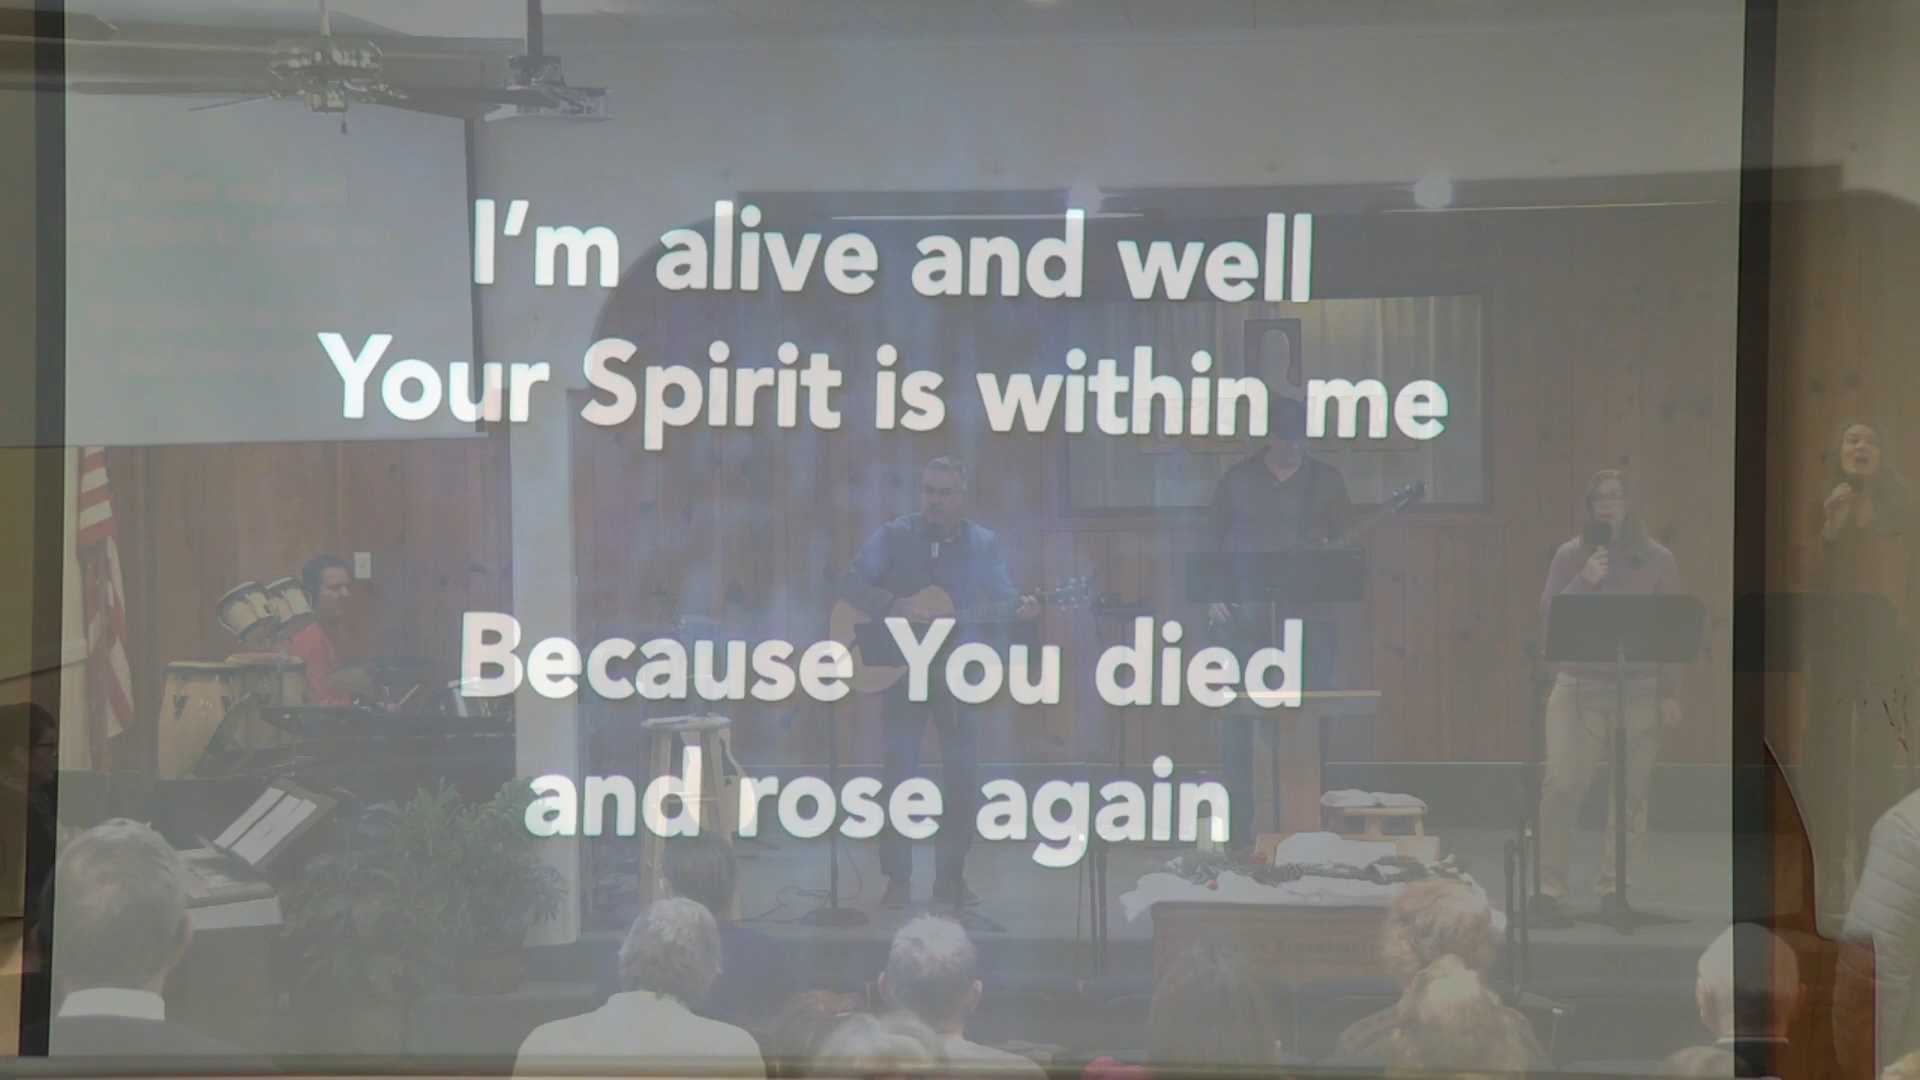 I'm alive and well
Your Spirit is within me
Because You died
and rose again